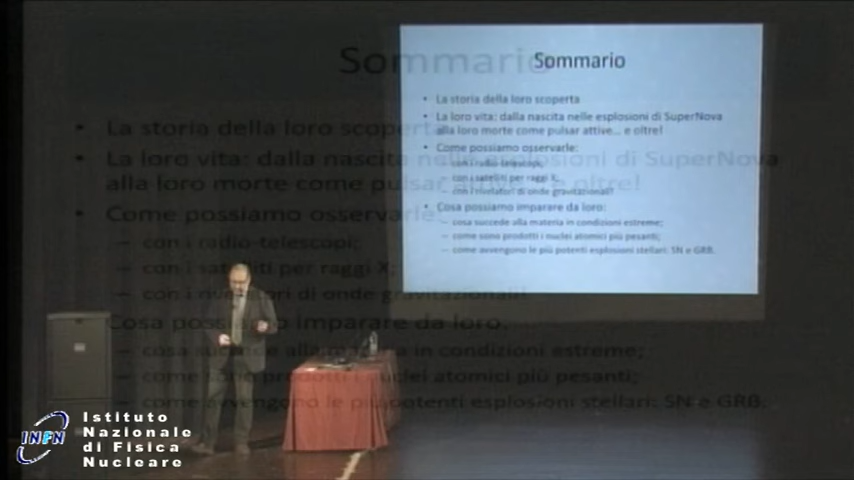 Sommario
• La storia della loro scoperta
• La loro vita: dalla nascita nelle esplosioni di SuperNova
alla loro morte come pulsar attive... e oltre!
• Come possiamo osservarle:
– con i radio-telescopi;
– con i satelliti per raggi X;
– con i rivelatori di onde gravitazionali!
• Cosa possiamo imparare da loro:
– cosa succede alla materia in condizioni estreme;
– come sono prodotti i nuclei atomici più pesanti;
– come avvengono le più potenti esplosioni stellari: SN e GRB.
INFN
Istituto
Nazionale
di Fisica
Nucleare